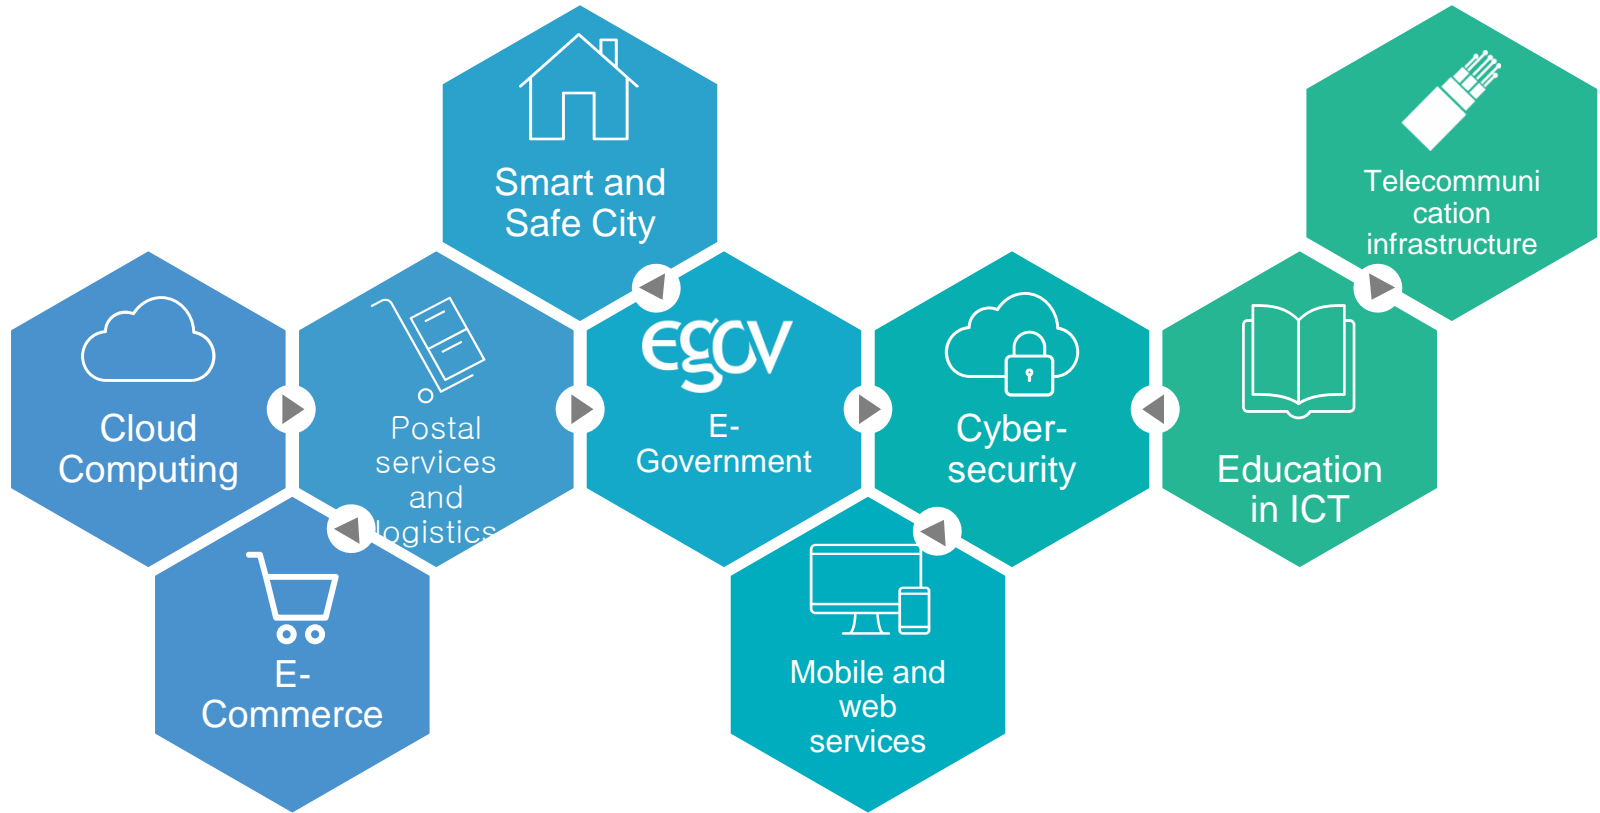 Smart and
Safe City
Telecommuni
cation
infrastructure
Cloud
Computing
Postal
services
and
logistics
egov
E-
Government
Cyber-
security
Education
in ICT
E-
Commerce
Mobile and
web
services